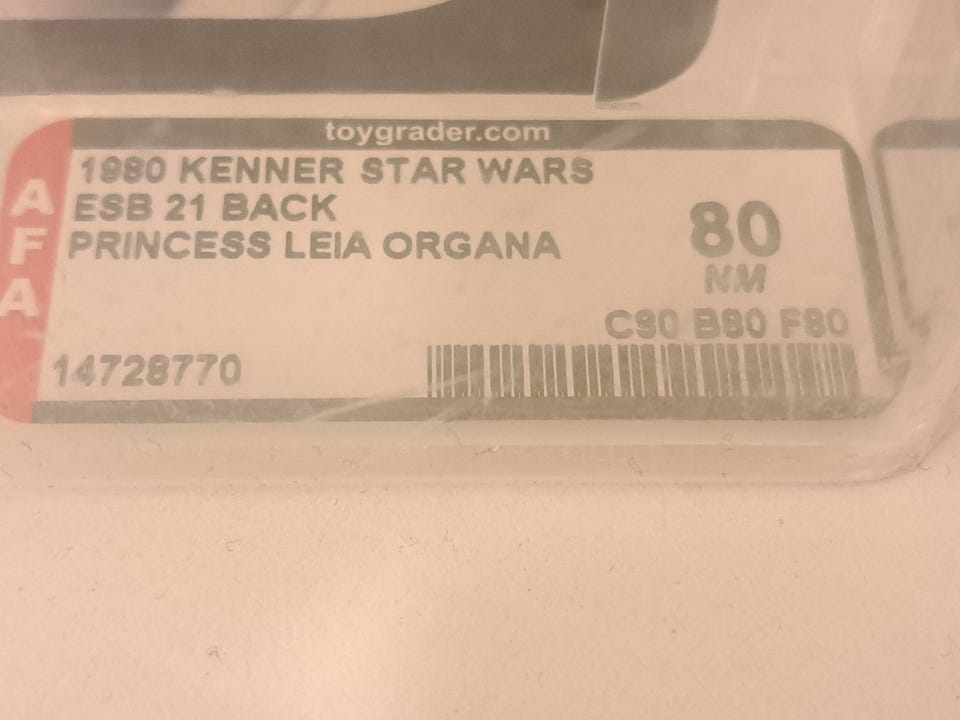 toygrader.com
AFA
1980 KENNER STAR WARS
ESB 21 BACK
PRINCESS LEIA ORGANA
80
NM
C90 B80 F80
14728770